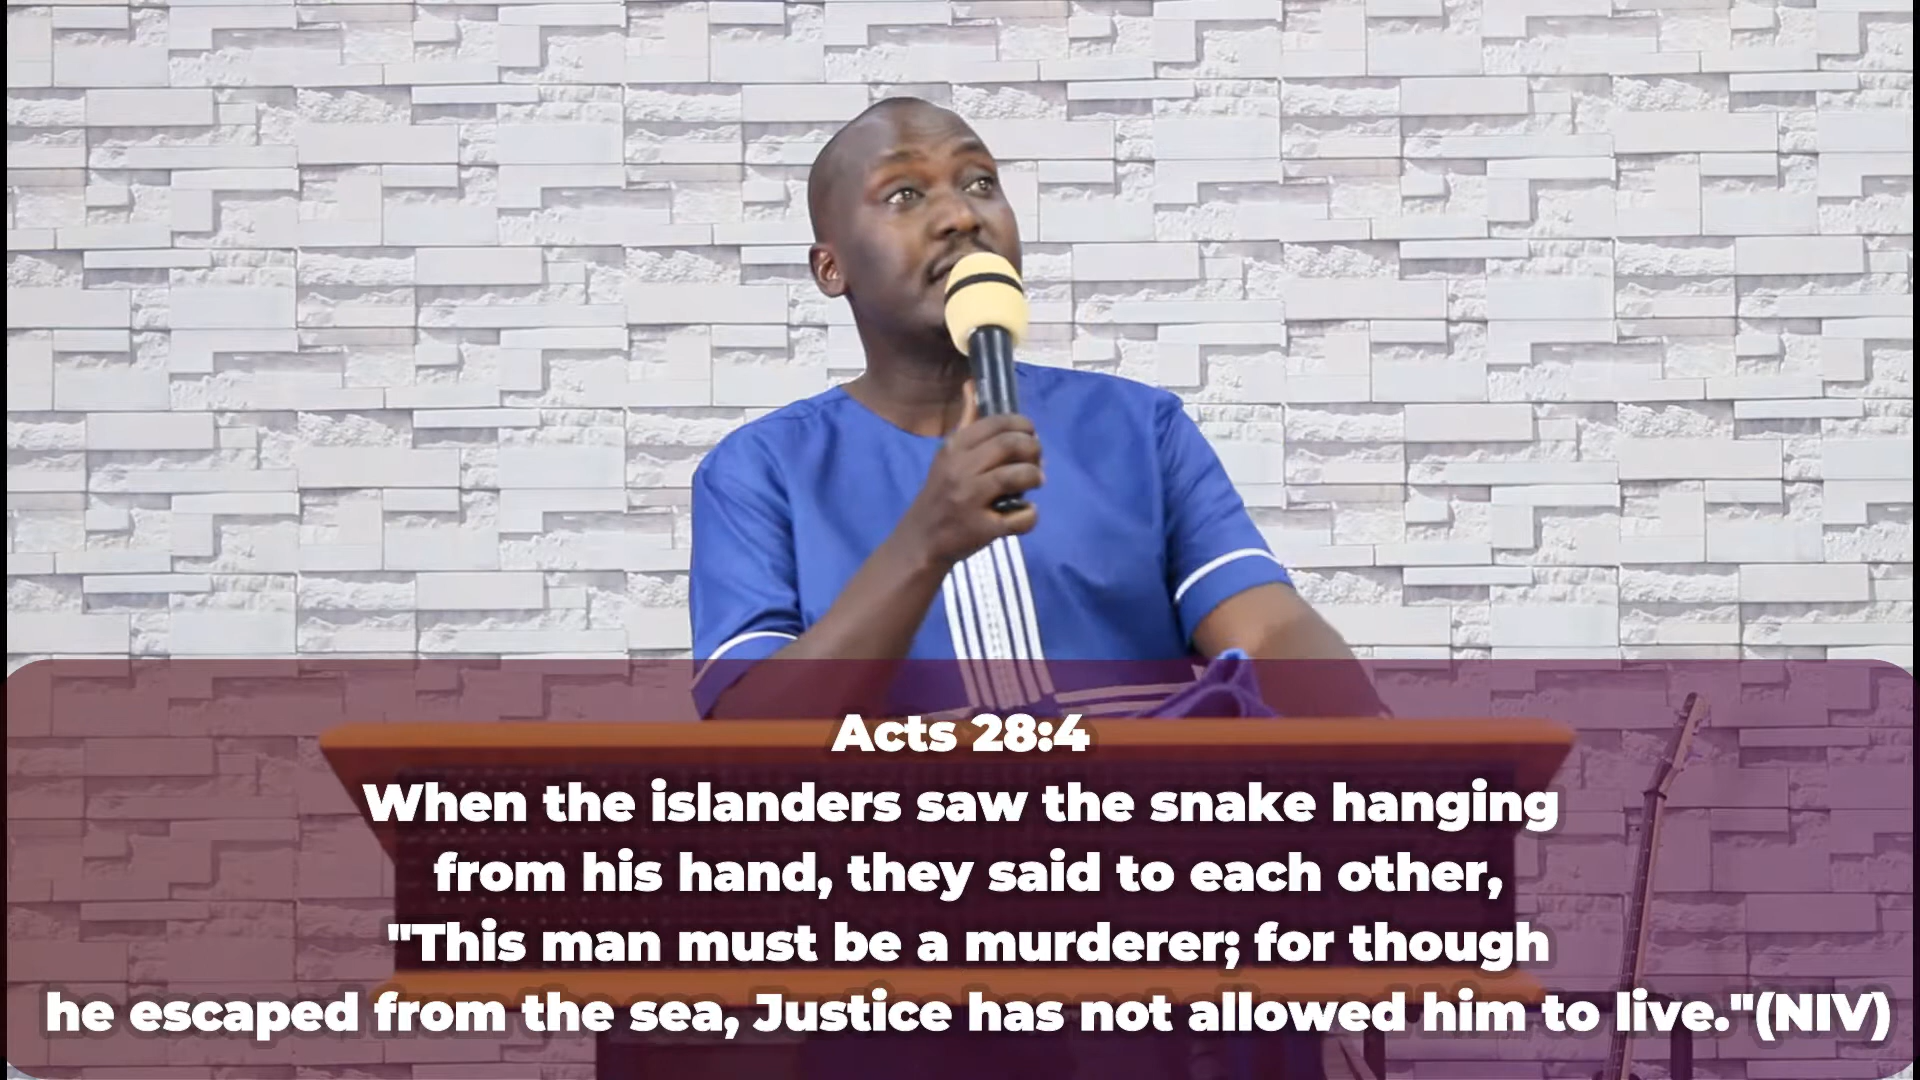 Acts 28:4
When the islanders saw the snake hanging
from his hand, they said to each other,
"This man must be a murderer; for though
he escaped from the sea, Justice has not allowed him to live."(NIV)